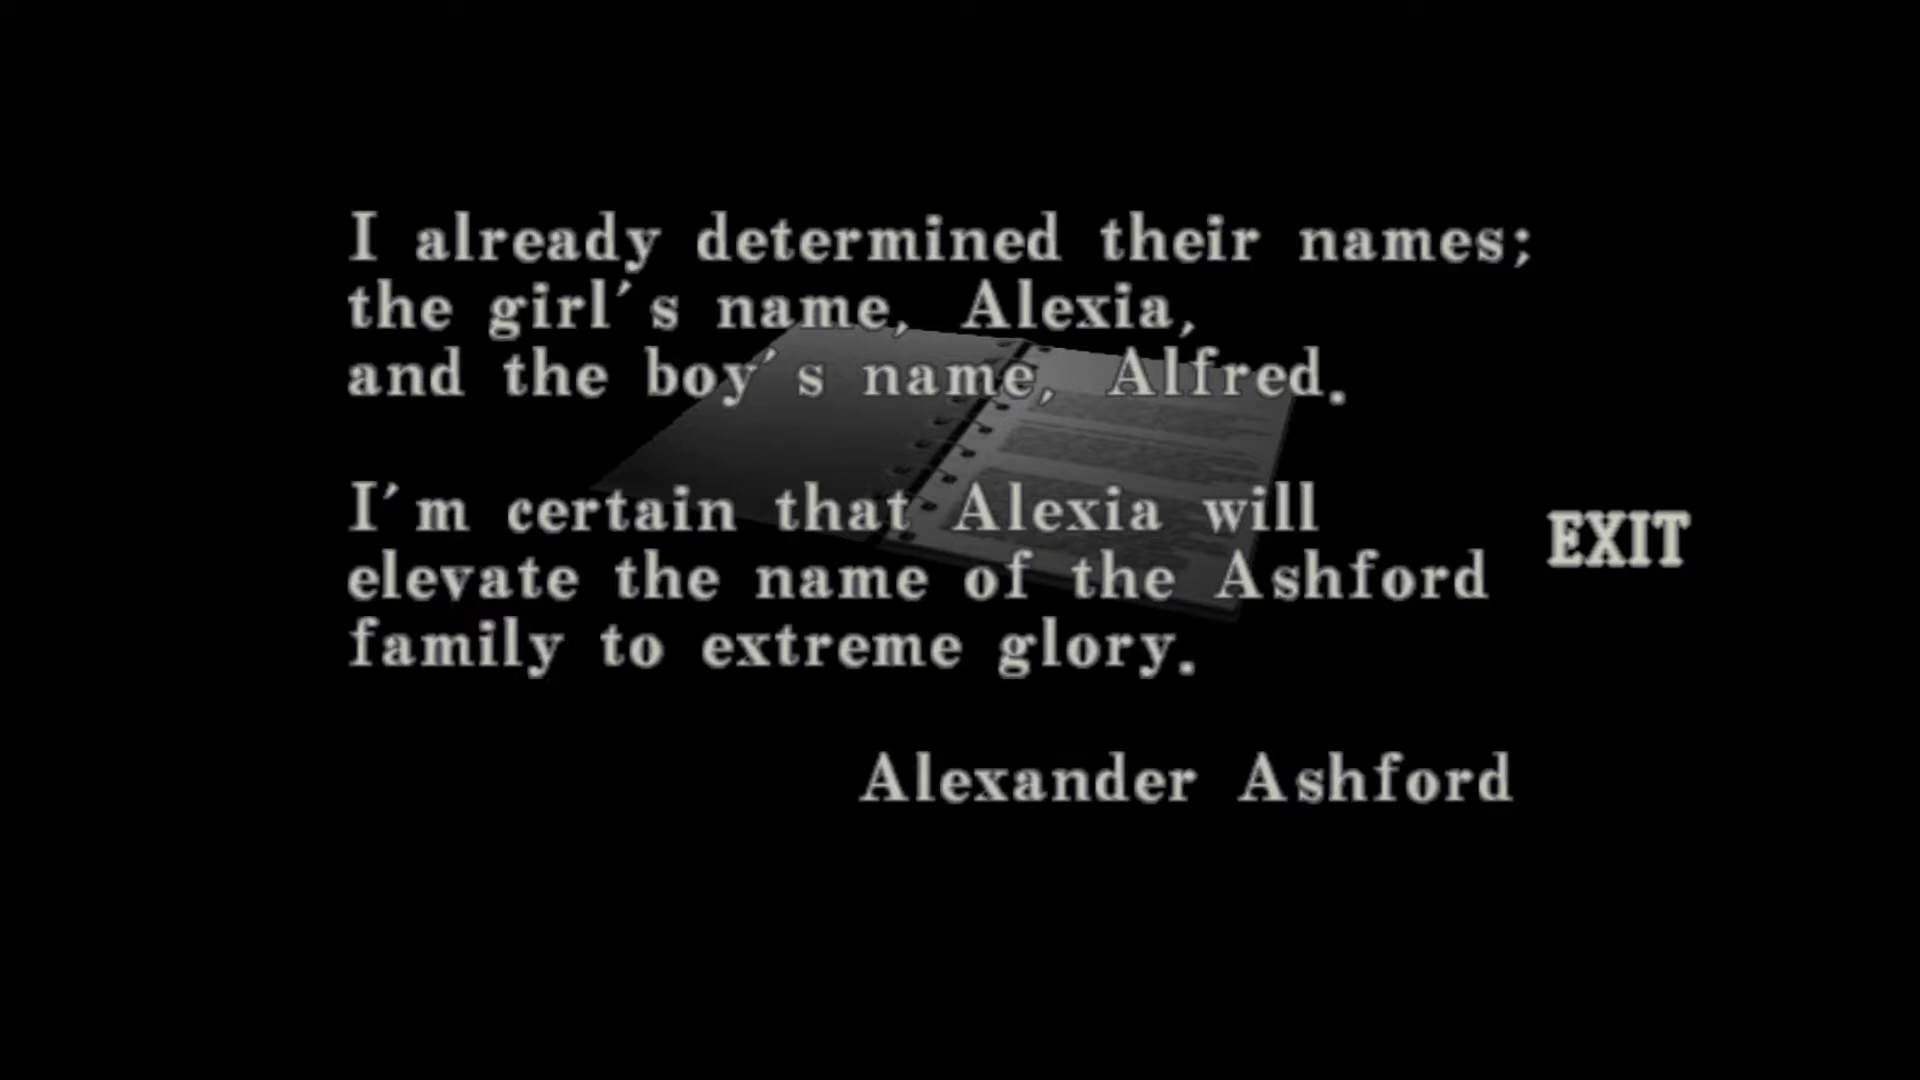 I already determined their names;
the girl's name, Alexia,
and the boy's name, Alfred.
I'm certain that Alexia will
elevate the name of the Ashford
family to extreme glory.
EXIT
Alexander Ashford